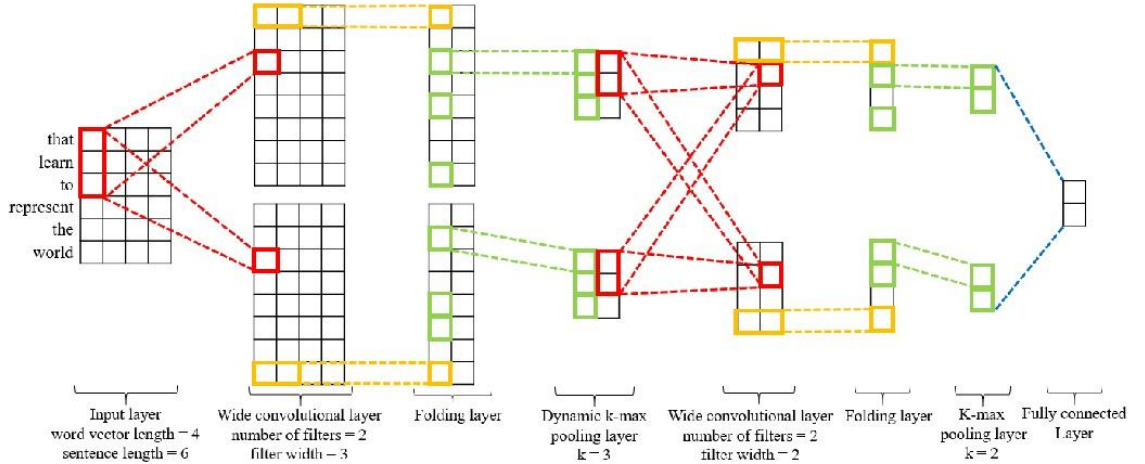 that
learn
to
represent
the
world
Input layer
word vector length = 4
sentence length = 6
Wide convolutional layer
number of filters = 2
filter width – 3
Folding layer
Dynamic k-max
pooling layer
k = 3
Wide convolutional layer
number of filters = 2
filter width = 2
Folding layer
K-max
pooling layer
k = 2
Fully connected
Layer